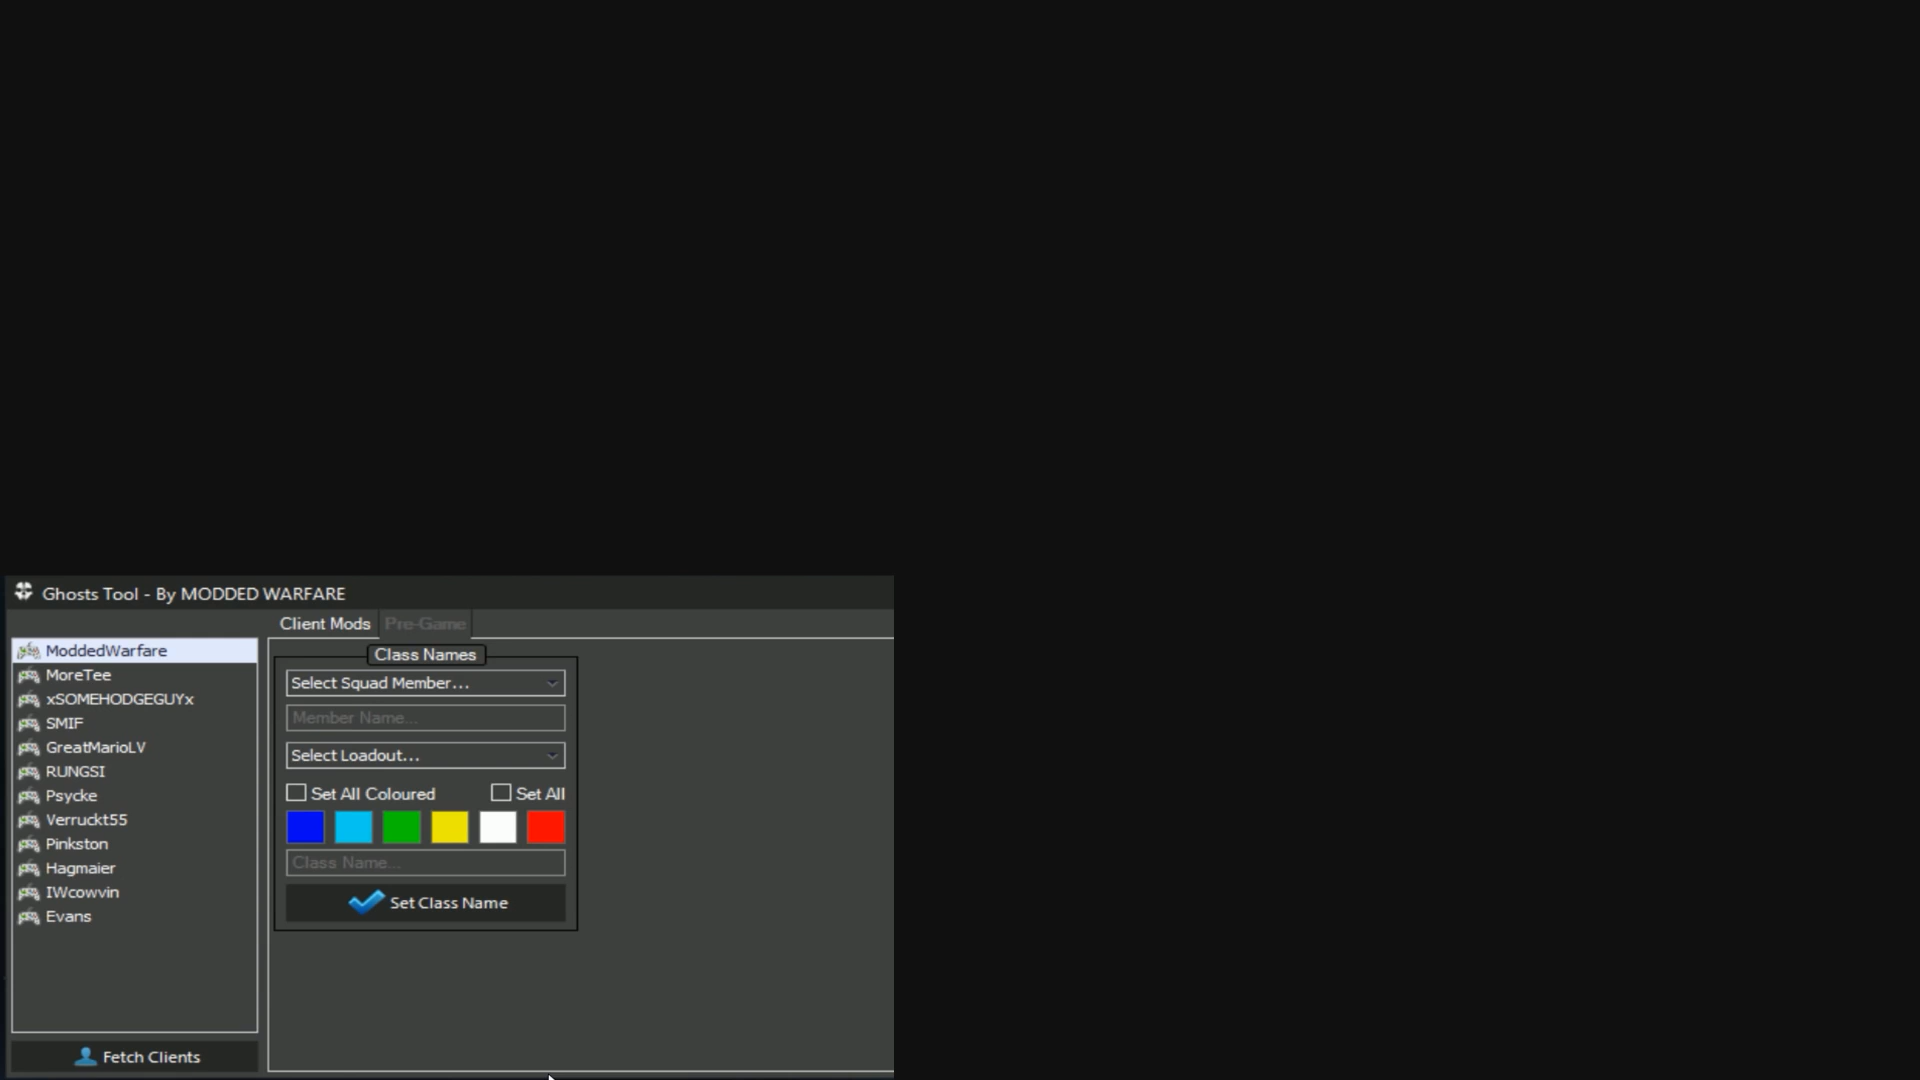 Ghosts Tool - By MODDED WARFARE
Client Mods Pre-Game
ModdedWarfare
MoreTee
xSOMEHODGEGUYx
SMIF
GreatMarioLV
RUNGSI
Psycke
Verruckt55
Pinkston
Hagmaier
IWcowvin
Evans
Fetch Clients
Class Names
Select Squad Member...
Member Name...
Select Loadout...
Set All Coloured Set All
Class Name...
Set Class Name